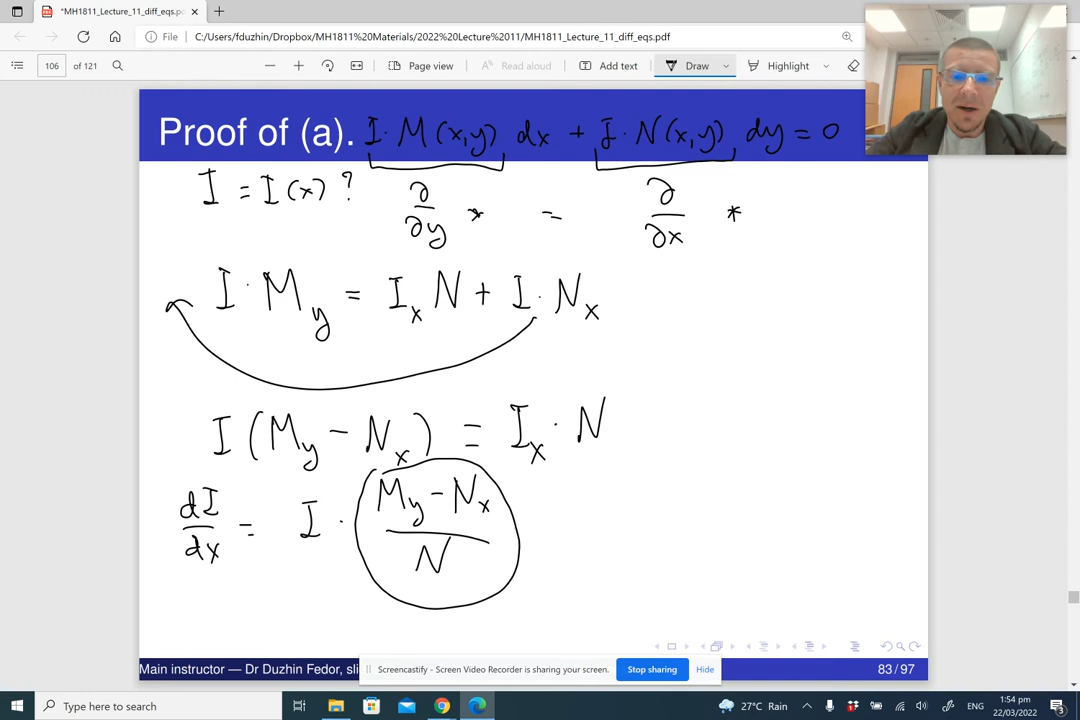 *MH1811_Lecture_11_diff_eqs.pd
File C:/Users/fduzhin/Dropbox/MH1811%20Materials/2022%20Lecture%2011/MH1811_Lecture_11_diff_eqs.pdf
106 of 121 Page view Read aloud Add text Draw Highlight
Proof of (a). I · M(x,y) dx + I · N(x,y) dy = 0
I = I(x) ? ∂/∂y * = ∂/∂x *
I · M_y = I_x N + I · N_x
I (M_y − N_x) = I_x · N
dI/dx = I · (M_y − N_x)/N
Main instructor — Dr Duzhin Fedor, sli
83 / 97
Screencastify - Screen Video Recorder is sharing your screen. Stop sharing Hide
Type here to search
27°C Rain ENG
1:54 pm
22/03/2022
3